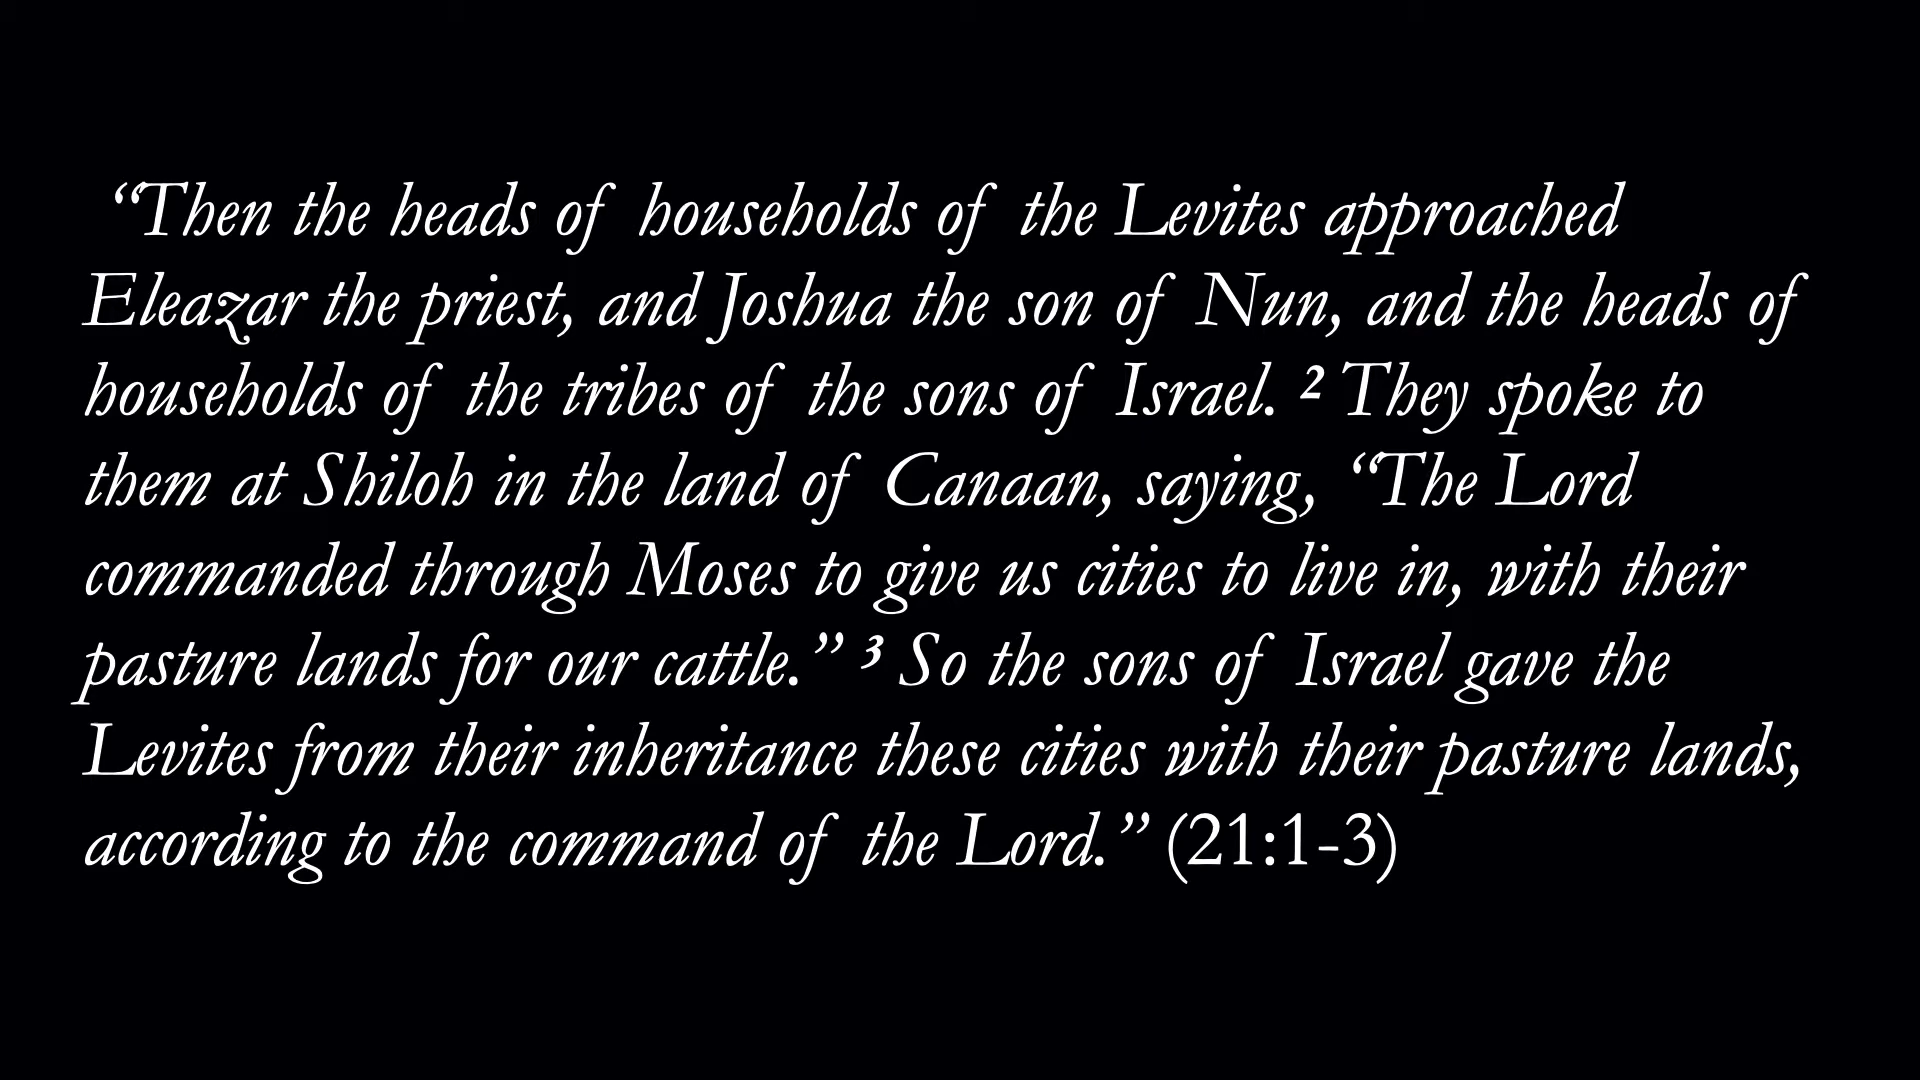 “Then the heads of households of the Levites approached
Eleazar the priest, and Joshua the son of Nun, and the heads of
households of the tribes of the sons of Israel. ² They spoke to
them at Shiloh in the land of Canaan, saying, “The Lord
commanded through Moses to give us cities to live in, with their
pasture lands for our cattle.” ³ So the sons of Israel gave the
Levites from their inheritance these cities with their pasture lands,
according to the command of the Lord.” (21:1-3)